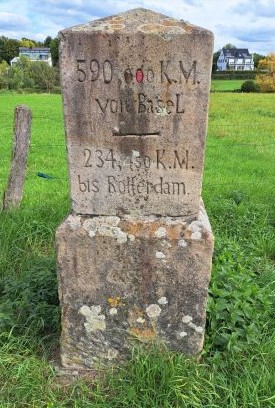 590,000 K.M.
von Basel
234,450 K.M.
bis Rotterdam.